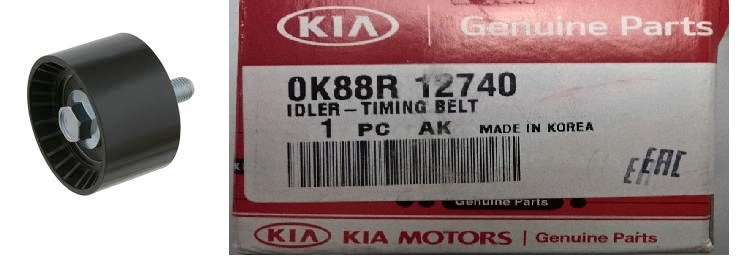 KIA Genuine Parts
0K88R 12740
IDLER-TIMING BELT
1 PC AK MADE IN KOREA
EAC
Genuine Parts
KIA KIA MOTORS | Genuine Parts